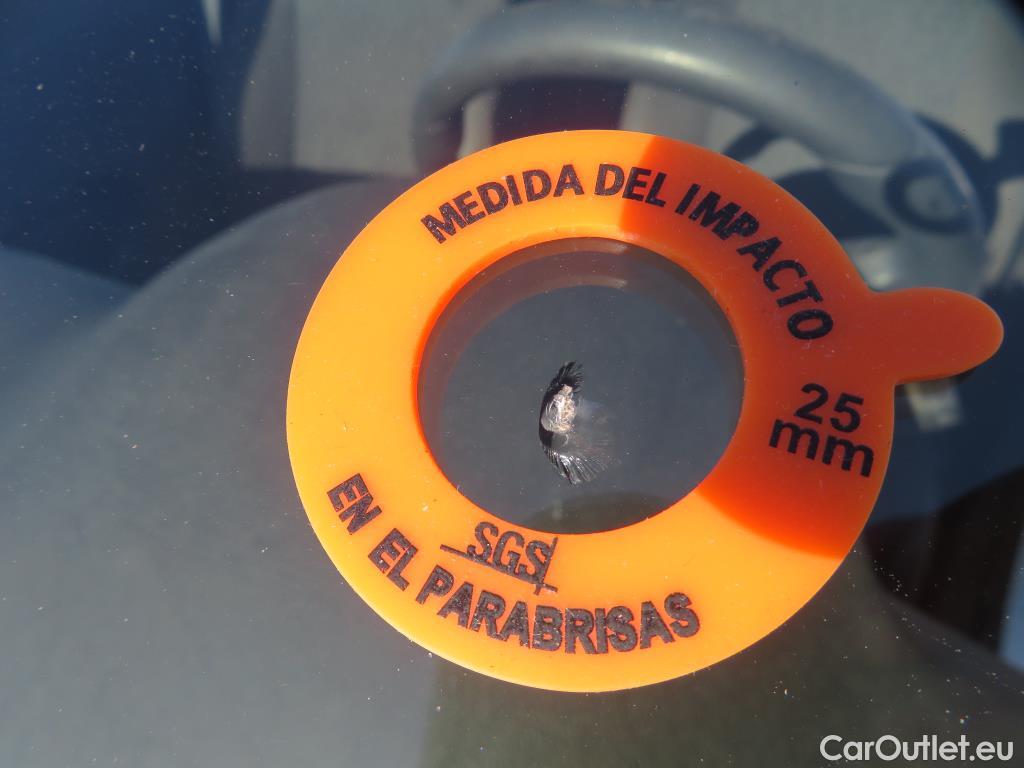 MEDIDA DEL IMPACTO
25
mm
SGS
EN EL PARABRISAS
CarOutlet.eu